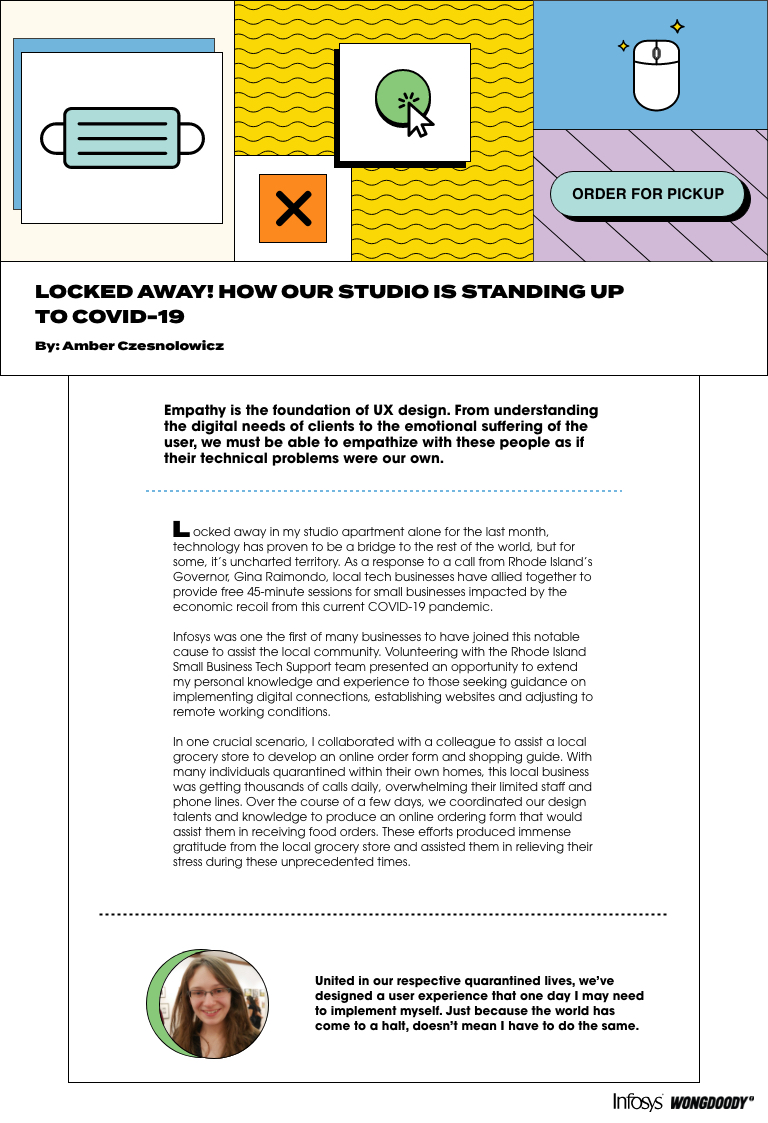 ORDER FOR PICKUP
LOCKED AWAY! HOW OUR STUDIO IS STANDING UP
TO COVID-19
By: Amber Czesnolowicz
Empathy is the foundation of UX design. From understanding
the digital needs of clients to the emotional suffering of the
user, we must be able to empathize with these people as if
their technical problems were our own.
Locked away in my studio apartment alone for the last month,
technology has proven to be a bridge to the rest of the world, but for
some, it's uncharted territory. As a response to a call from Rhode Island's
Governor, Gina Raimondo, local tech businesses have allied together to
provide free 45-minute sessions for small businesses impacted by the
economic recoil from this current COVID-19 pandemic.
Infosys was one the first of many businesses to have joined this notable
cause to assist the local community. Volunteering with the Rhode Island
Small Business Tech Support team presented an opportunity to extend
my personal knowledge and experience to those seeking guidance on
implementing digital connections, establishing websites and adjusting to
remote working conditions.
In one crucial scenario, I collaborated with a colleague to assist a local
grocery store to develop an online order form and shopping guide. With
many individuals quarantined within their own homes, this local business
was getting thousands of calls daily, overwhelming their limited staff and
phone lines. Over the course of a few days, we coordinated our design
talents and knowledge to produce an online ordering form that would
assist them in receiving food orders. These efforts produced immense
gratitude from the local grocery store and assisted them in relieving their
stress during these unprecedented times.
United in our respective quarantined lives, we've
designed a user experience that one day I may need
to implement myself. Just because the world has
come to a halt, doesn't mean I have to do the same.
Infosys WONGDOODY